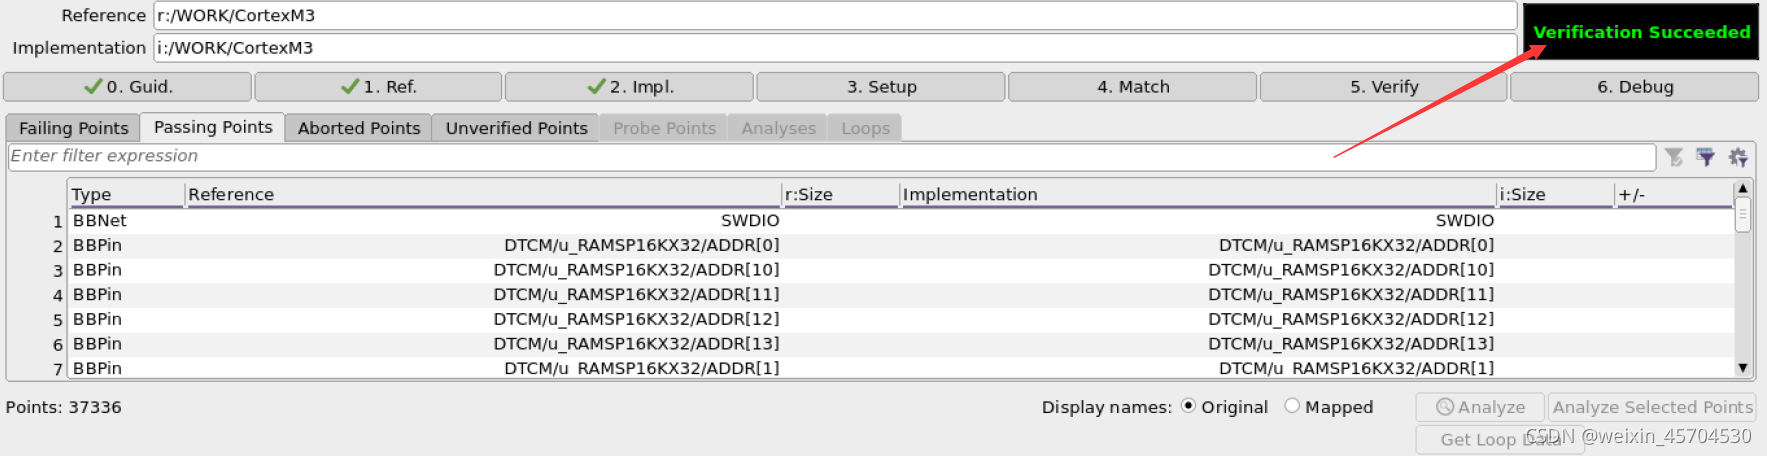 Reference r:/WORK/CortexM3
Verification Succeeded
Implementation i:/WORK/CortexM3
0. Guid. 1. Ref. 2. Impl. 3. Setup 4. Match 5. Verify 6. Debug
Failing Points Passing Points Aborted Points Unverified Points Probe Points Analyses Loops
Enter filter expression
Type Reference r:Size Implementation i:Size +/-
1 BBNet SWDIO SWDIO
2 BBPin DTCM/u_RAMSP16KX32/ADDR[0] DTCM/u_RAMSP16KX32/ADDR[0]
3 BBPin DTCM/u_RAMSP16KX32/ADDR[10] DTCM/u_RAMSP16KX32/ADDR[10]
4 BBPin DTCM/u_RAMSP16KX32/ADDR[11] DTCM/u_RAMSP16KX32/ADDR[11]
5 BBPin DTCM/u_RAMSP16KX32/ADDR[12] DTCM/u_RAMSP16KX32/ADDR[12]
6 BBPin DTCM/u_RAMSP16KX32/ADDR[13] DTCM/u_RAMSP16KX32/ADDR[13]
7 BBPin DTCM/u_RAMSP16KX32/ADDR[1] DTCM/u_RAMSP16KX32/ADDR[1]
Points: 37336 Display names: Original Mapped Analyze Analyze Selected Points
Get Loop Data
CSDN @weixin_45704530